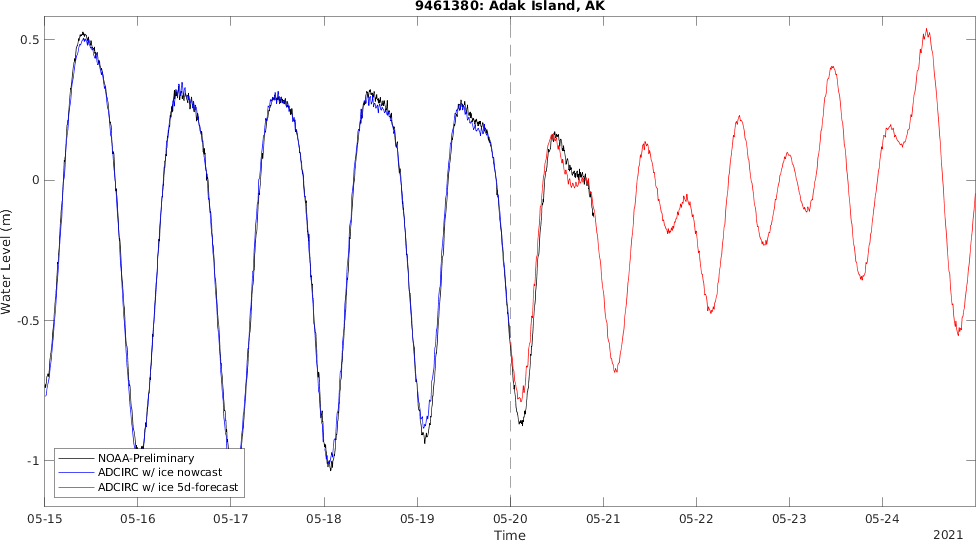 9461380: Adak Island, AK
Water Level (m)
0.5
0
-0.5
-1
NOAA-Preliminary
ADCIRC w/ ice nowcast
ADCIRC w/ ice 5d-forecast
05-15 05-16 05-17 05-18 05-19 05-20 05-21 05-22 05-23 05-24
Time
2021